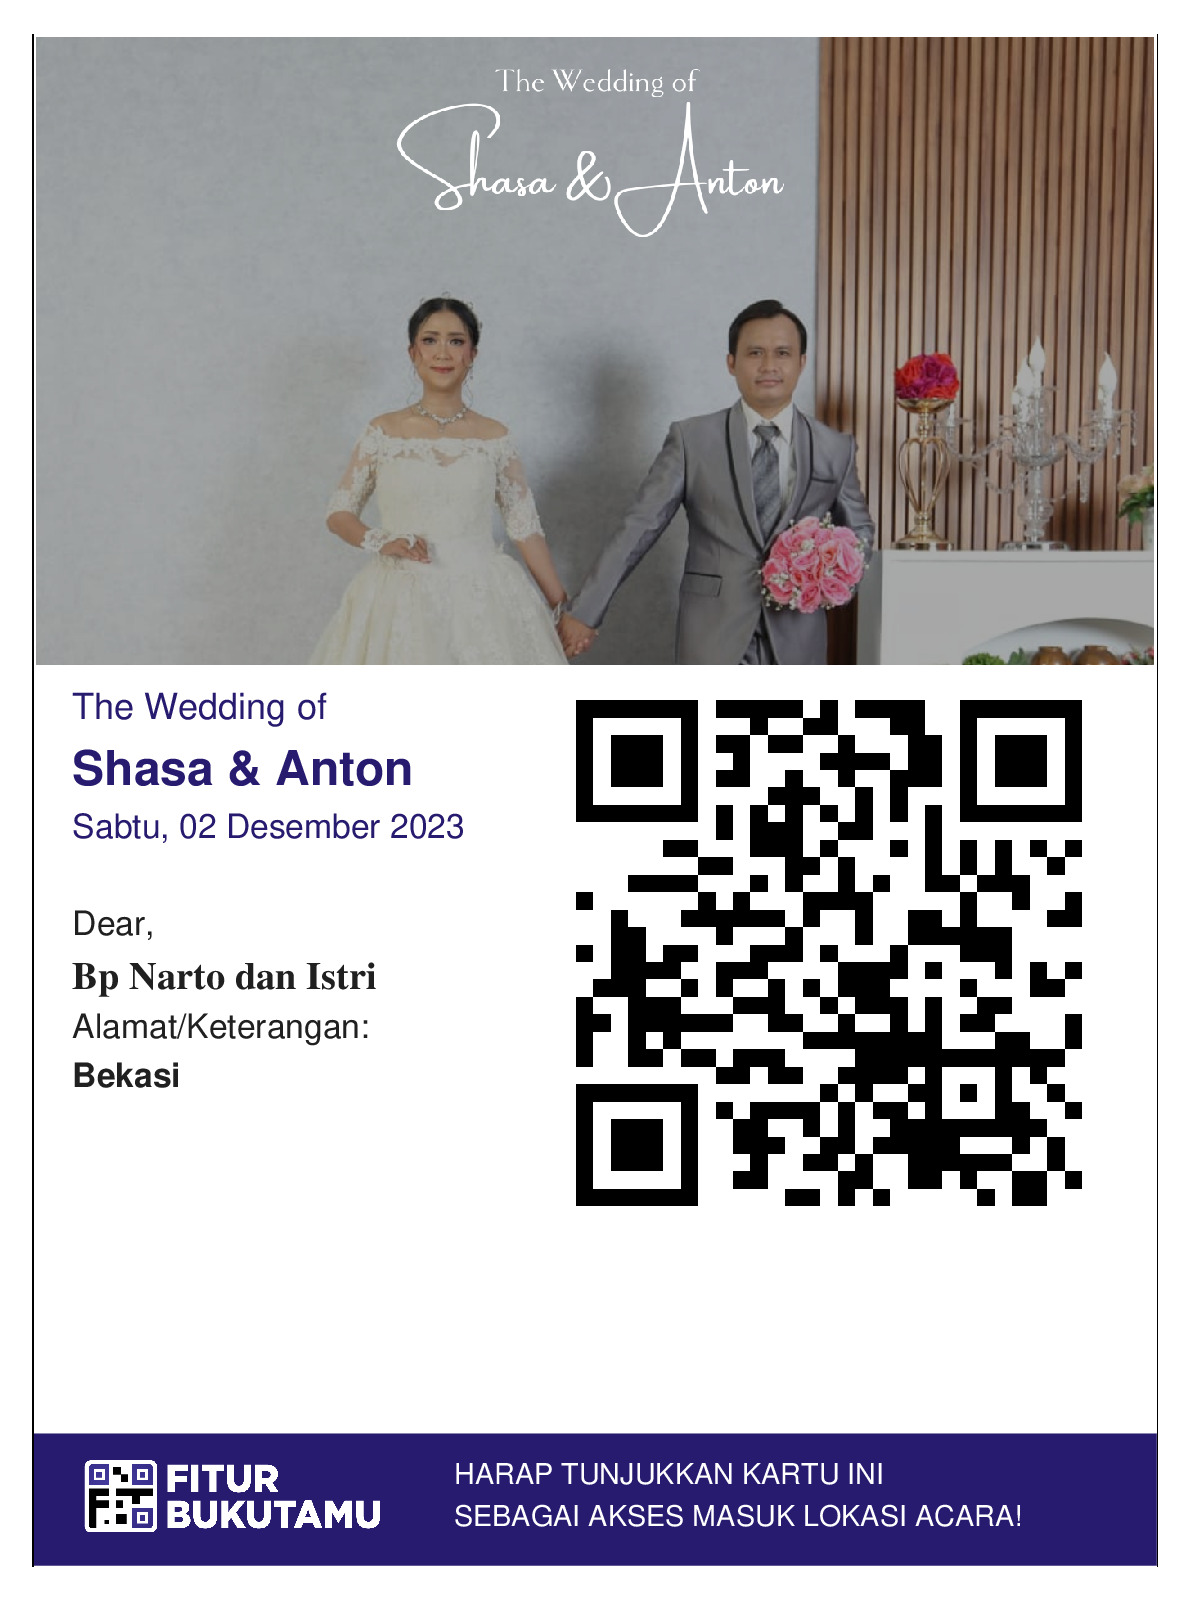 The Wedding of
Shasa & Anton
The Wedding of
Shasa & Anton
Sabtu, 02 Desember 2023
Dear,
Bp Narto dan Istri
Alamat/Keterangan:
Bekasi
FITUR
BUKUTAMU
HARAP TUNJUKKAN KARTU INI
SEBAGAI AKSES MASUK LOKASI ACARA!